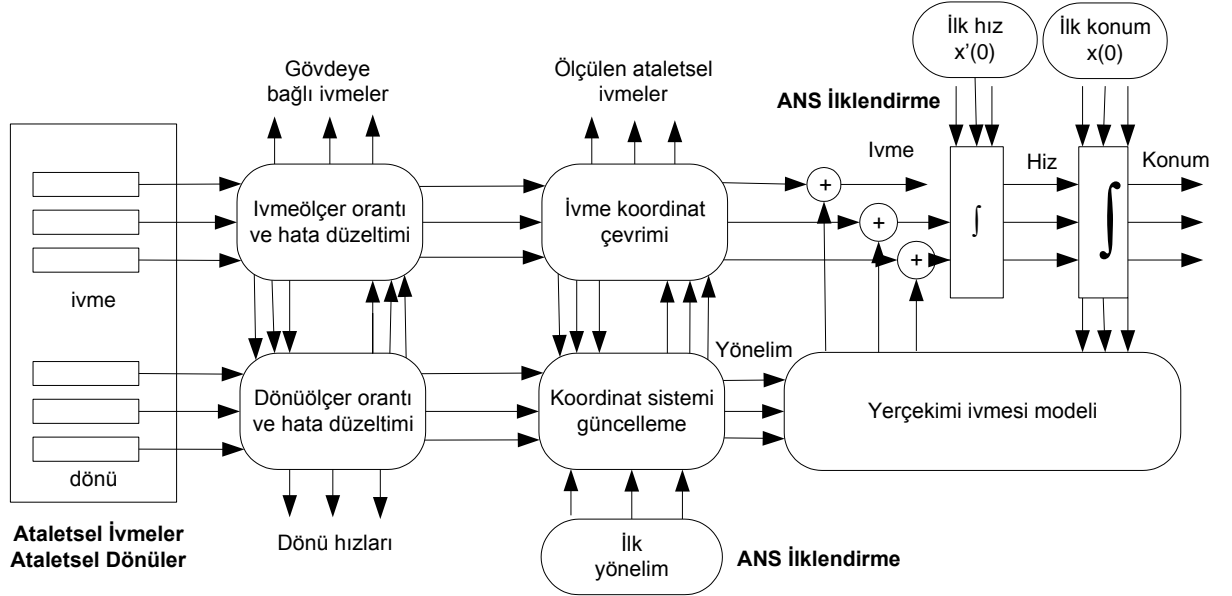 İlk hız
x'(0)
İlk konum
x(0)
Gövdeye
bağlı ivmeler
Ölçülen ataletsel
ivmeler
ANS İlklendirme
Ivme
Hiz
Konum
Ivmeölçer orantı
ve hata düzeltimi
İvme koordinat
çevrimi
+
+
+
∫
∫
ivme
Yönelim
Dönüölçer orantı
ve hata düzeltimi
Koordinat sistemi
güncelleme
Yerçekimi ivmesi modeli
dönü
Ataletsel İvmeler
Ataletsel Dönüler
Dönü hızları
İlk
yönelim
ANS İlklendirme